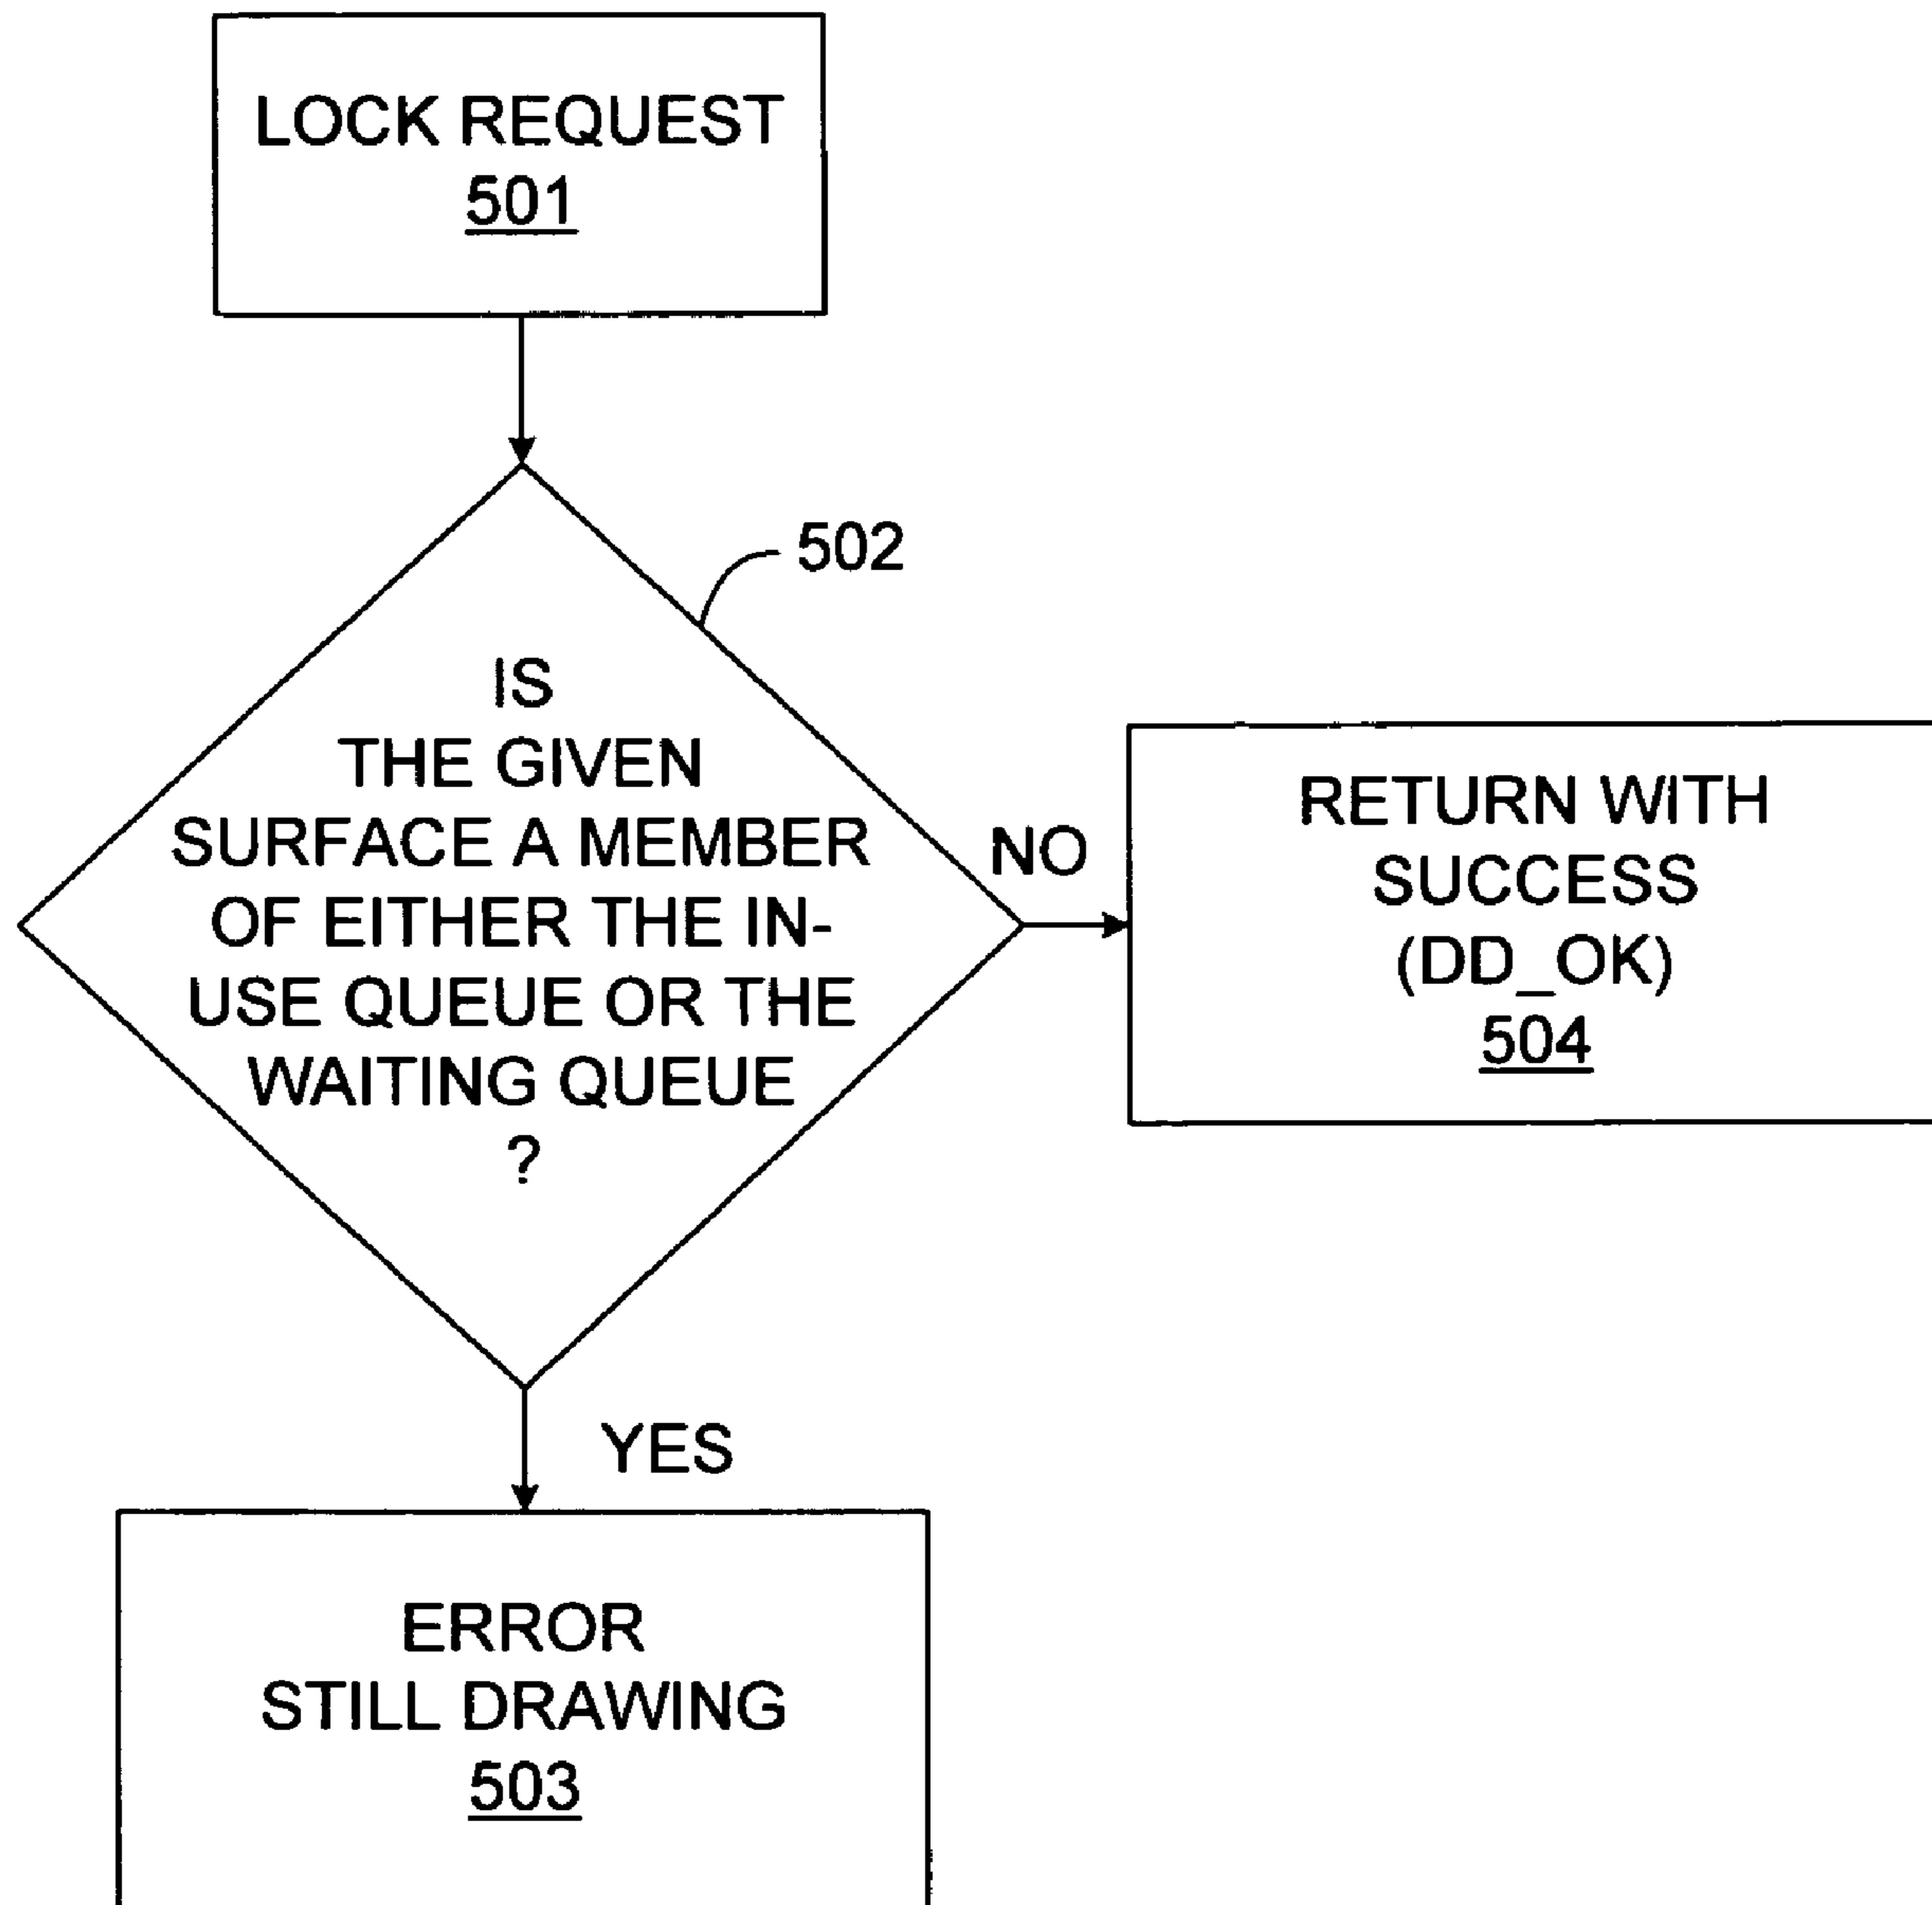 LOCK REQUEST
501
502
IS
THE GIVEN
SURFACE A MEMBER
OF EITHER THE IN-
USE QUEUE OR THE
WAITING QUEUE
?
NO
RETURN WITH
SUCCESS
(DD_OK)
504
YES
ERROR
STILL DRAWING
503